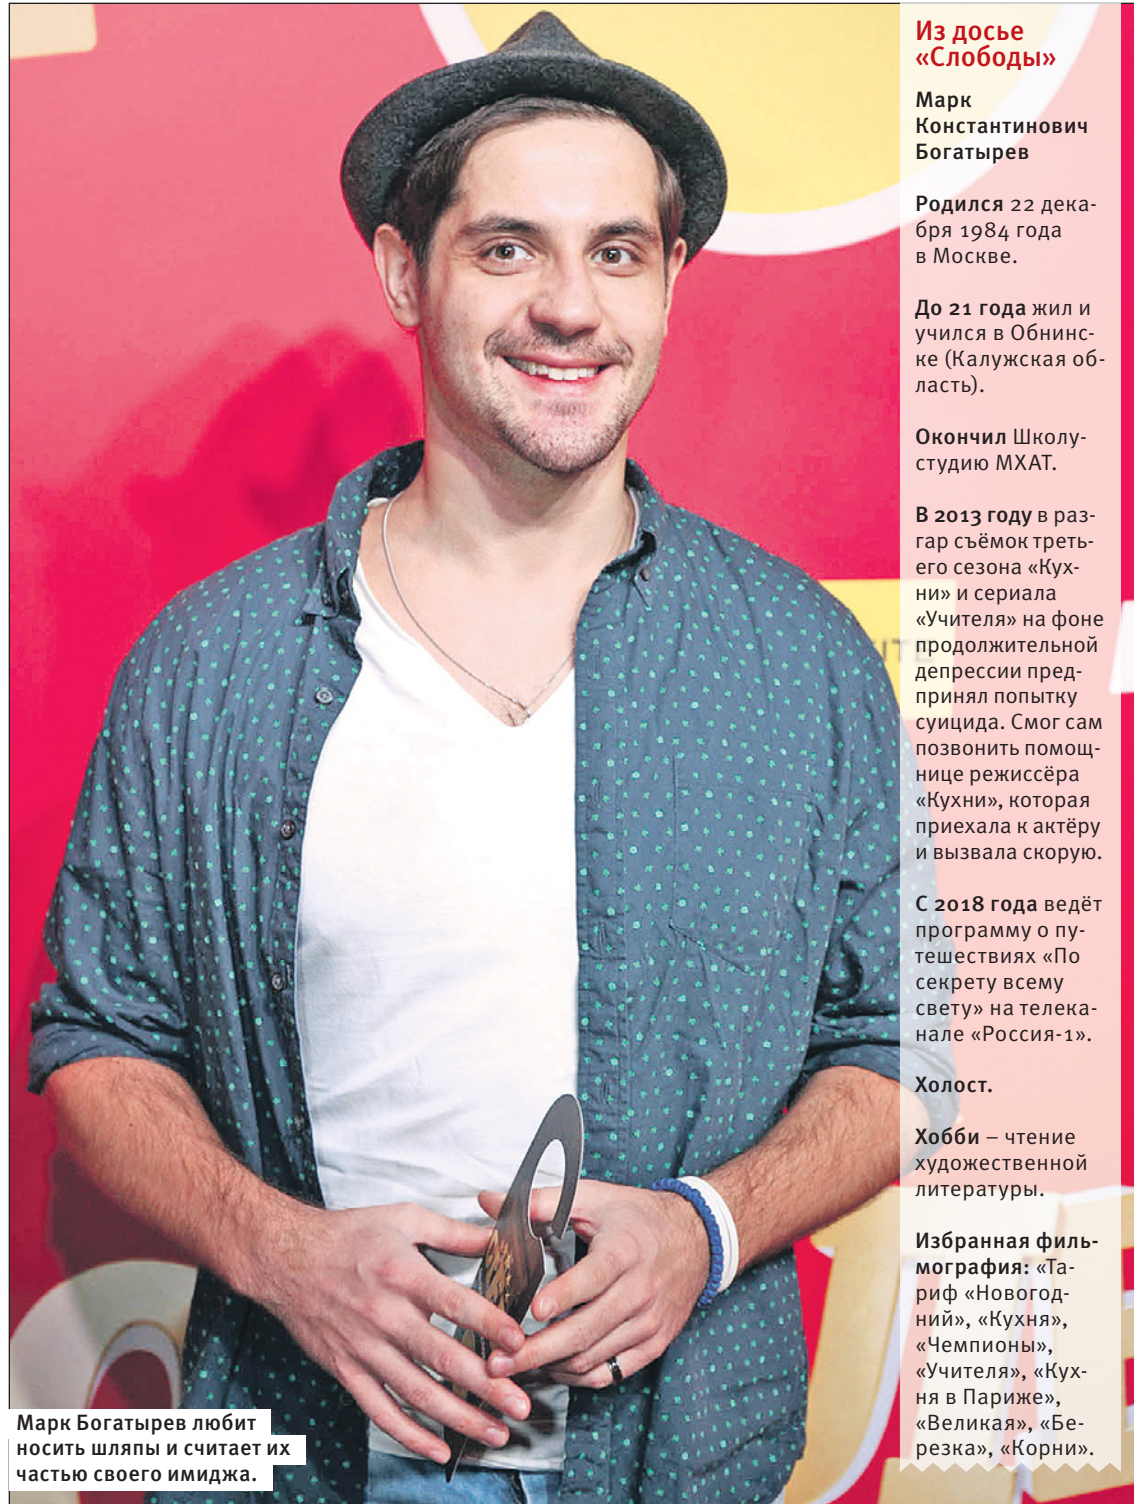 Из досье
«Слободы»
Марк
Константинович
Богатырев
Родился 22 дека-
бря 1984 года
в Москве.
До 21 года жил и
учился в Обнинс-
ке (Калужская об-
ласть).
Окончил Школу-
студию МХАТ.
В 2013 году в раз-
гар съёмок треть-
его сезона «Кух-
ни» и сериала
«Учителя» на фоне
продолжительной
депрессии пред-
принял попытку
суицида. Смог сам
позвонить помощ-
нице режиссёра
«Кухни», которая
приехала к актёру
и вызвала скорую.
С 2018 года ведёт
программу о пу-
тешествиях «По
секрету всему
свету» на телека-
нале «Россия-1».
Холост.
Хобби – чтение
художественной
литературы.
Избранная филь-
мография: «Та-
риф «Новогод-
ний», «Кухня»,
«Чемпионы»,
«Учителя», «Кух-
ня в Париже»,
«Великая», «Бе-
резка», «Корни».
Марк Богатырев любит
носить шляпы и считает их
частью своего имиджа.